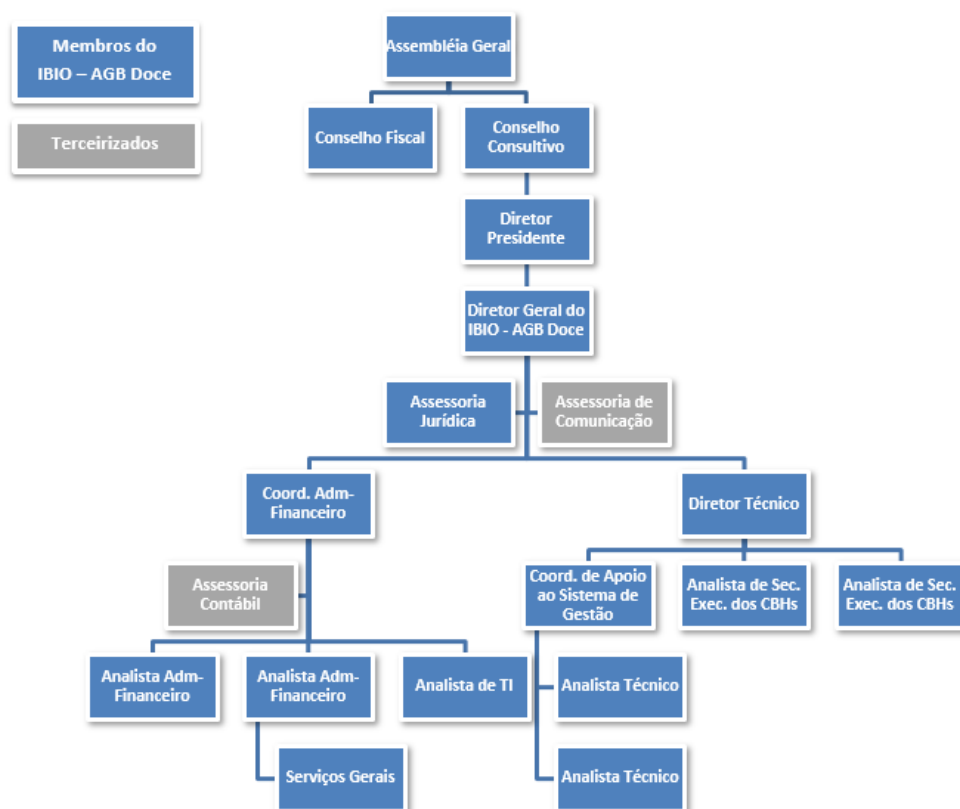 Membros do
IBIO – AGB Doce
Terceirizados
Assembléia Geral
Conselho Fiscal
Conselho
Consultivo
Diretor
Presidente
Diretor Geral do
IBIO - AGB Doce
Assessoria
Jurídica
Assessoria de
Comunicação
Coord. Adm-
Financeiro
Diretor Técnico
Assessoria
Contábil
Coord. de Apoio
ao Sistema de
Gestão
Analista de Sec.
Exec. dos CBHs
Analista de Sec.
Exec. dos CBHs
Analista Adm-
Financeiro
Analista Adm-
Financeiro
Analista de TI
Analista Técnico
Serviços Gerais
Analista Técnico